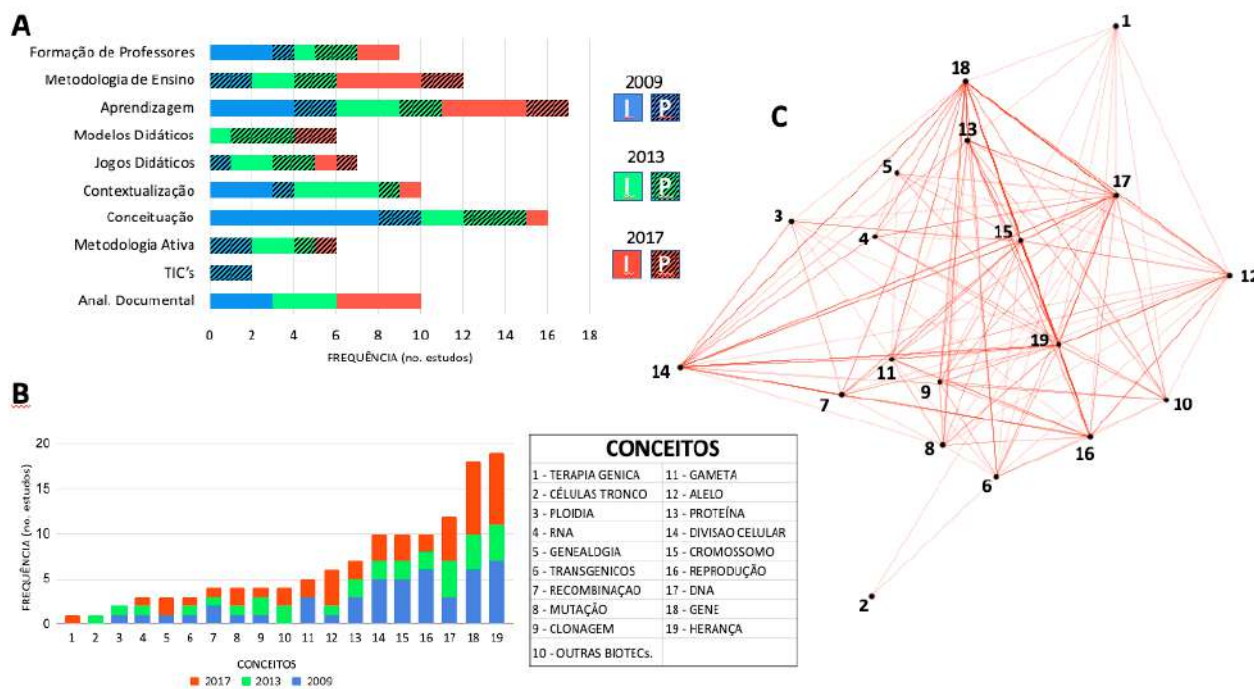 A
Formação de Professores
Metodologia de Ensino
Aprendizagem
Modelos Didáticos
Jogos Didáticos
Contextualização
Conceituação
Metodologia Ativa
TIC's
Anal. Documental
0 2 4 6 8 10 12 14 16 18
FREQUÊNCIA (no. estudos)
2009
I P
2013
I P
2017
I P
C
1
18
13
5
17
3
4
15
12
19
14
11
9
7
10
8
16
6
2
B
FREQUÊNCIA (no. estudos)
20
15
10
5
0
1 2 3 4 5 6 7 8 9 10 11 12 13 14 15 16 17 18 19
CONCEITOS
2017 2013 2009
CONCEITOS
1 - TERAPIA GENICA 11 - GAMETA
2 - CÉLULAS TRONCO 12 - ALELO
3 - PLOIDIA 13 - PROTEÍNA
4 - RNA 14 - DIVISAO CELULAR
5 - GENEALOGIA 15 - CROMOSSOMO
6 - TRANSGENICOS 16 - REPRODUÇÃO
7 - RECOMBINAÇAO 17 - DNA
8 - MUTAÇÃO 18 - GENE
9 - CLONAGEM 19 - HERANÇA
10 - OUTRAS BIOTECs.